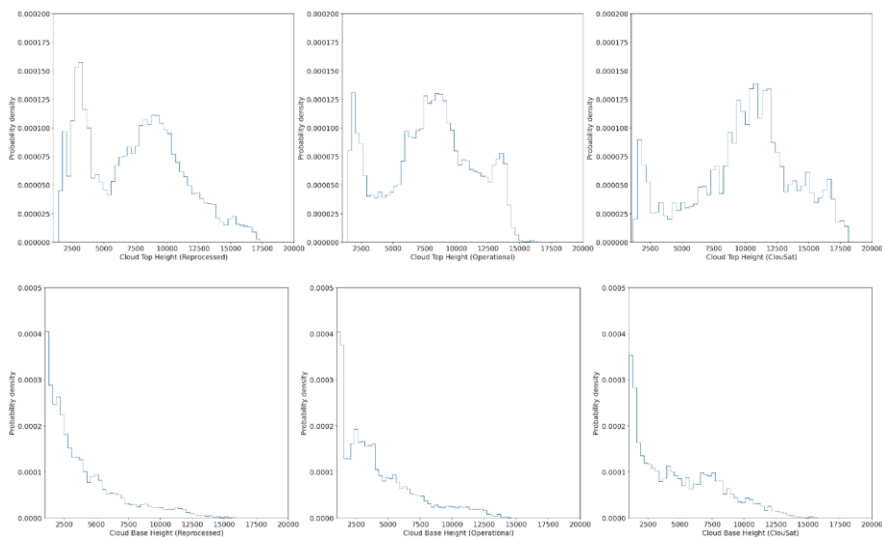 0.000200 0.000200 0.000200
0.000175 0.000175 0.000175
0.000150 0.000150 0.000150
0.000125 0.000125 0.000125
Probability density Probability density Probability density
0.000100 0.000100 0.000100
0.000075 0.000075 0.000075
0.000050 0.000050 0.000050
0.000025 0.000025 0.000025
0.000000 0.000000 0.000000
2500 5000 7500 10000 12500 15000 17500 20000 2500 5000 7500 10000 12500 15000 17500 20000 2500 5000 7500 10000 12500 15000 17500 20000
Cloud Top Height (Reprocessed) Cloud Top Height (Operational) Cloud Top Height (ClouSat)
0.0005 0.0005 0.0005
0.0004 0.0004 0.0004
0.0003 0.0003 0.0003
Probability density Probability density Probability density
0.0002 0.0002 0.0002
0.0001 0.0001 0.0001
0.0000 0.0000 0.0000
2500 5000 7500 10000 12500 15000 17500 20000 2500 5000 7500 10000 12500 15000 17500 20000 2500 5000 7500 10000 12500 15000 17500 20000
Cloud Base Height (Reprocessed) Cloud Base Height (Operational) Cloud Base Height (ClouSat)